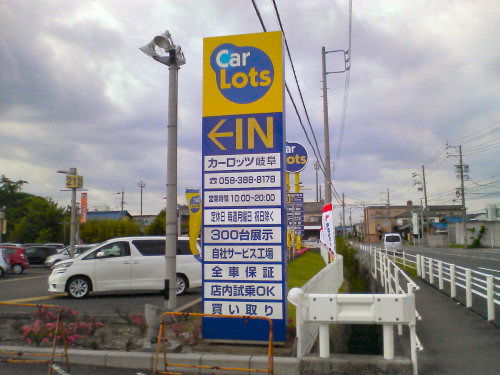 Car
Lots
←IN
カーロッツ岐阜
☎ 058-388-8178
定休日 毎週月曜日 祝日除く
営業時間 10:00~20:00
300台展示
自社サービス工場
全車保証
店内試乗OK
買い取り
Lots
21